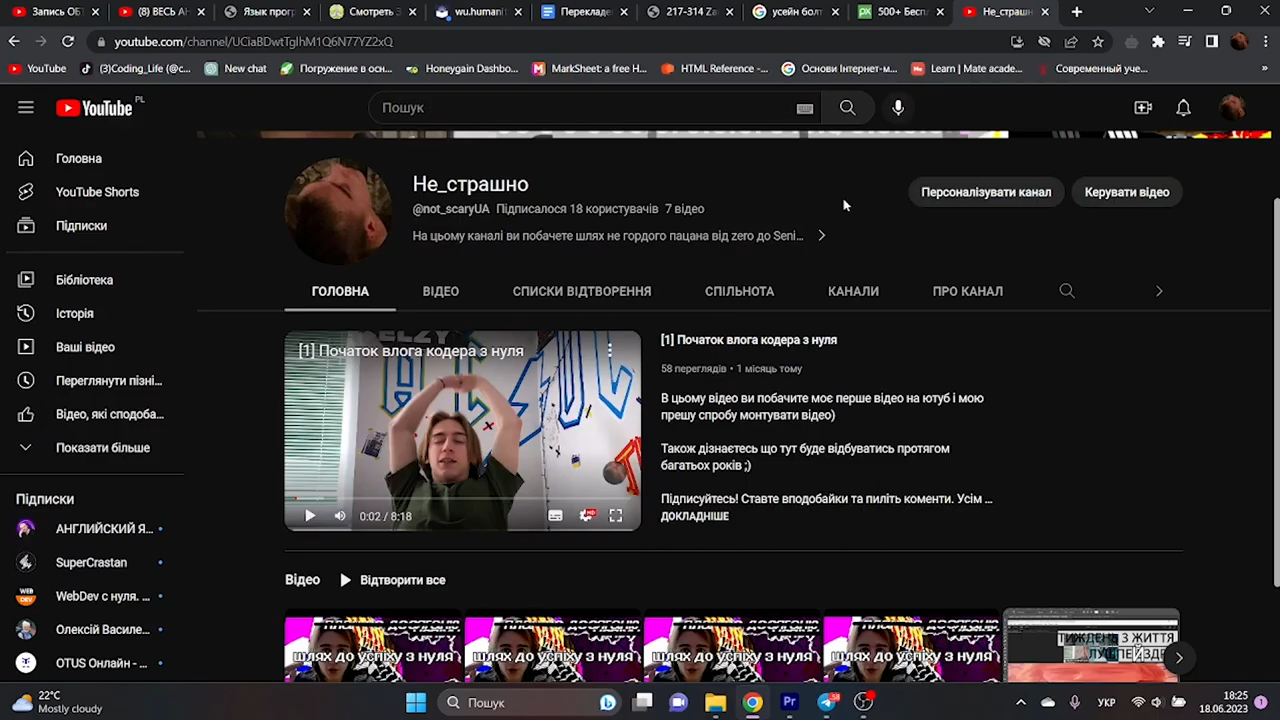 Запись ОБТ
(8) ВЕСЬ АН
Язык прогр
Смотреть З
wu.humanit
Перекладе
217-314 Zar
усейн болт
500+ Беспл
Не_страшн
youtube.com/channel/UCiaBDwtTgIhM1Q6N77YZ2xQ
YouTube
(3)Coding_Life (@c...
New chat
Погружение в осн...
Honeygain Dashbo...
MarkSheet: a free H...
HTML Reference -...
Основи Інтернет-м...
Learn | Mate acade...
Современный уче...
YouTube PL
Пошук
Головна
YouTube Shorts
Підписки
Бібліотека
Історія
Ваші відео
Переглянути пізні...
Відео, які сподоба...
Показати більше
Підписки
АНГЛИЙСКИЙ Я...
SuperCrastan
WebDev с нуля. ...
Олексій Василе...
OTUS Онлайн - ...
Не_страшно
@not_scaryUA Підписалося 18 користувачів 7 відео
На цьому каналі ви побачете шлях не гордого пацана від zero до Seni...
Персоналізувати канал
Керувати відео
ГОЛОВНА
ВІДЕО
СПИСКИ ВІДТВОРЕННЯ
СПІЛЬНОТА
КАНАЛИ
ПРО КАНАЛ
[1] Початок влога кодера з нуля
0:02 / 8:18
[1] Початок влога кодера з нуля
58 переглядів • 1 місяць тому
В цьому відео ви побачите моє перше відео на ютуб і мою
прешу спробу монтувати відео)
Також дізнаєтесь що тут буде відбуватись протягом
багатьох років ;)
Підписуйтесь! Ставте вподобайки та пиліть коменти. Усім ...
ДОКЛАДНІШЕ
Відео
Відтворити все
шлях до успіху з нуля
шлях до успіху з нуля
шлях до успіху з нуля
шлях до успіху з нуля
ТИЖДЕНЬ З ЖИТТЯ
22°C
Mostly cloudy
Пошук
Pr
58
УКР
18:25
18.06.2023
1